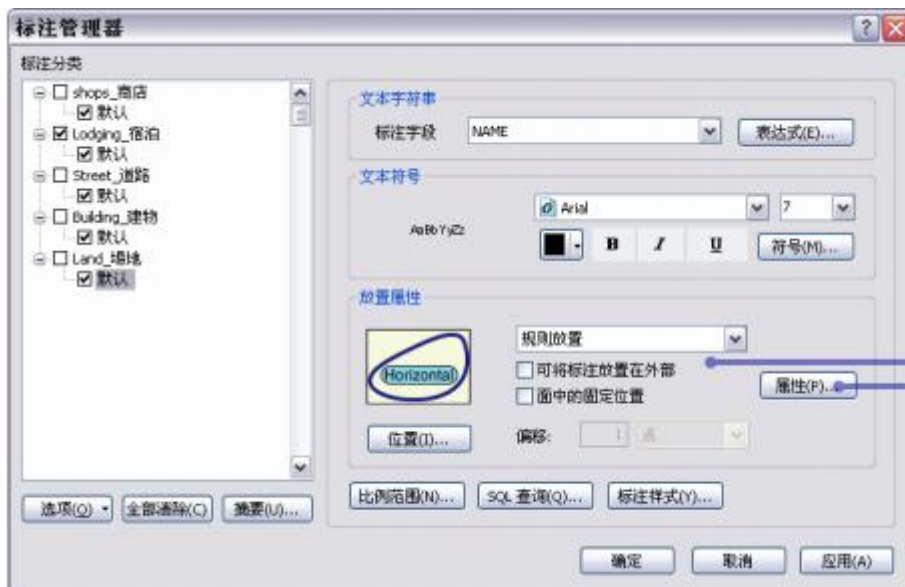 标注管理器
标注分类
shops_商店
默认
Lodging_宿泊
默认
Street_道路
默认
Building_建物
默认
Land_場地
默认
选项(O)
全部清除(C)
摘要(U)...
文本字符串
标注字段
NAME
表达式(E)...
文本符号
AaBbYyZz
Arial
7
B I U
符号(M)...
放置属性
Horizontal
规则放置
可将标注放置在外部
面中的固定位置
属性(P)...
位置(I)...
偏移:
1
点
比例范围(N)...
SQL 查询(Q)...
标注样式(Y)...
确定
取消
应用(A)